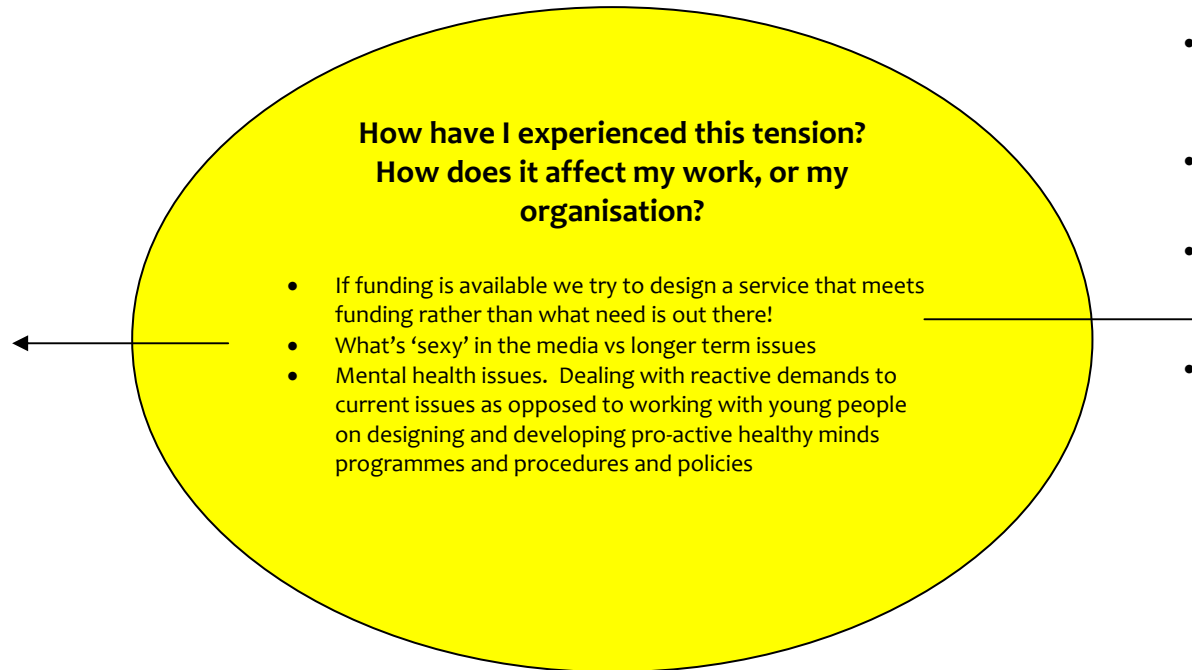 How have I experienced this tension?
How does it affect my work, or my
organisation?
• If funding is available we try to design a service that meets
funding rather than what need is out there!
• What’s ‘sexy’ in the media vs longer term issues
• Mental health issues.  Dealing with reactive demands to
current issues as opposed to working with young people
on designing and developing pro-active healthy minds
programmes and procedures and policies